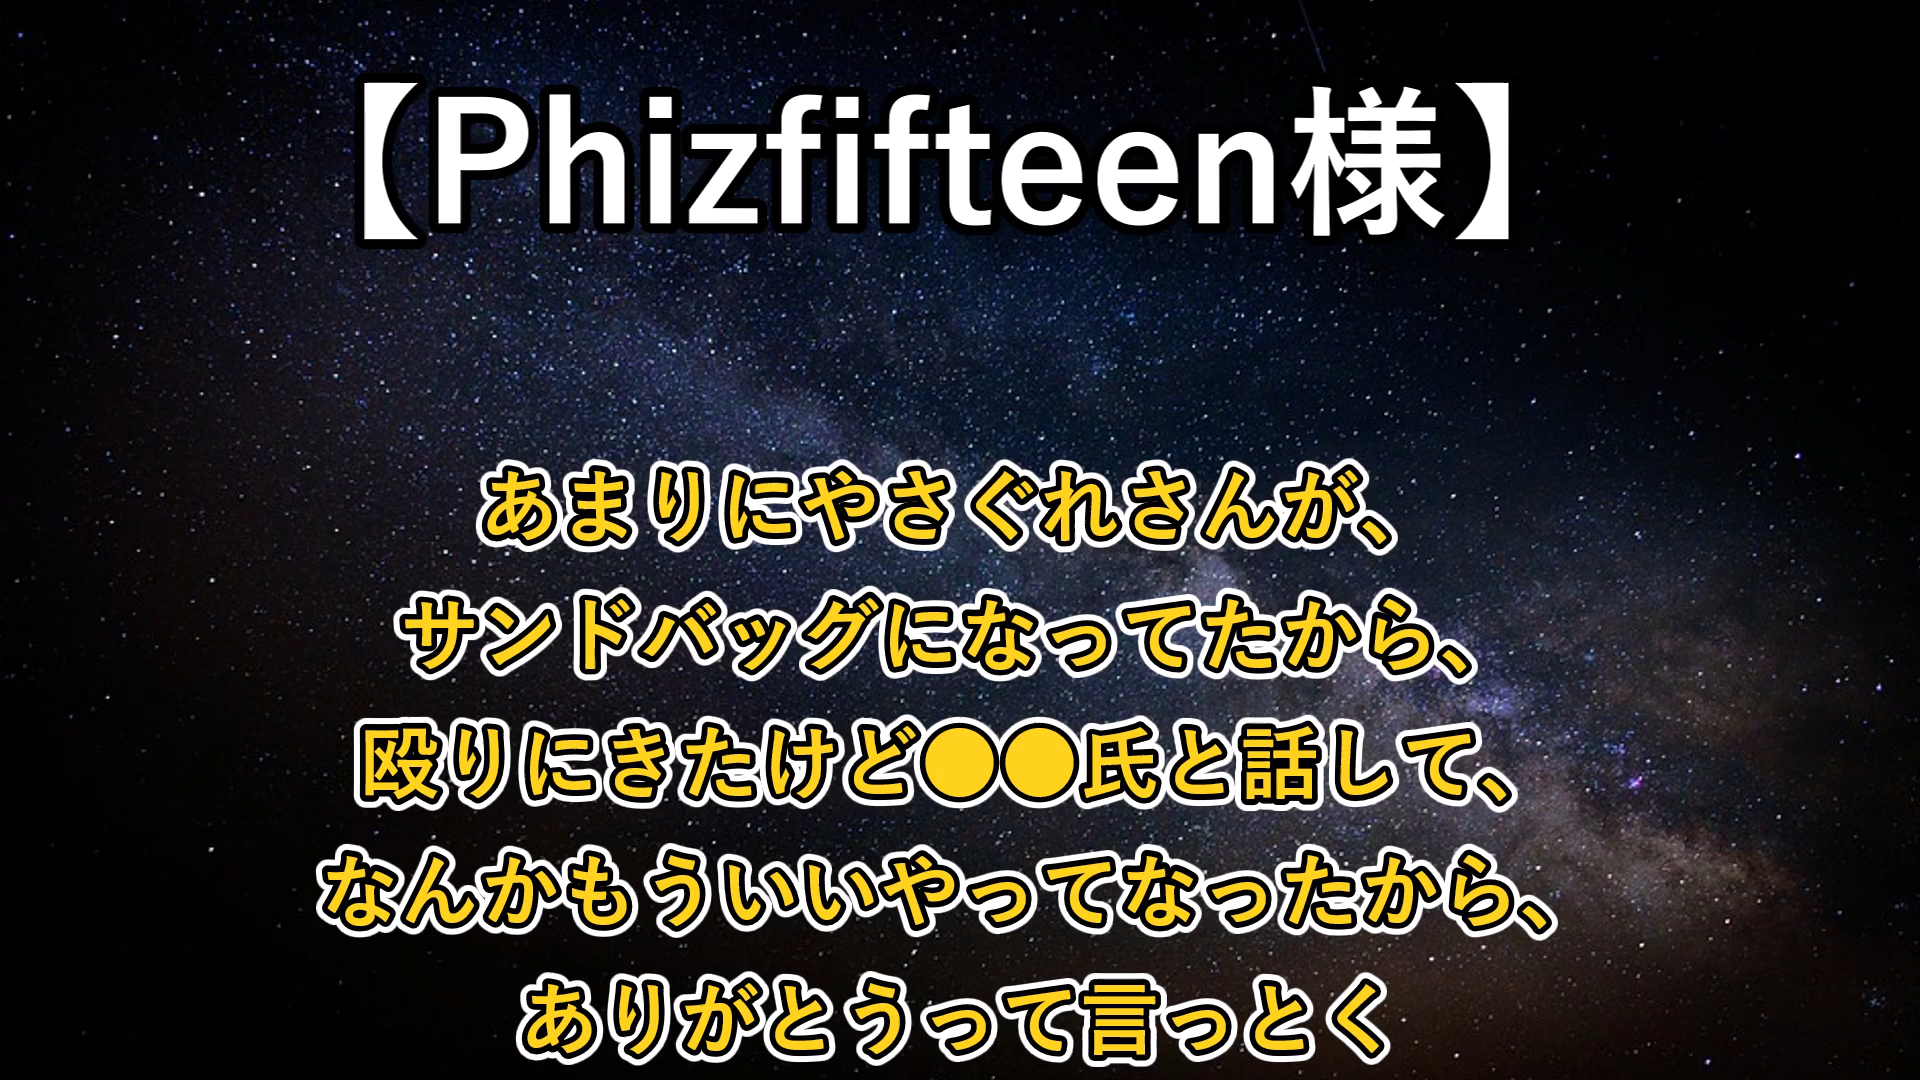 【Phizfifteen様】
あまりにやさぐれさんが、
サンドバッグになってたから、
殴りにきたけど●●氏と話して、
なんかもういいやってなったから、
ありがとうって言っとく